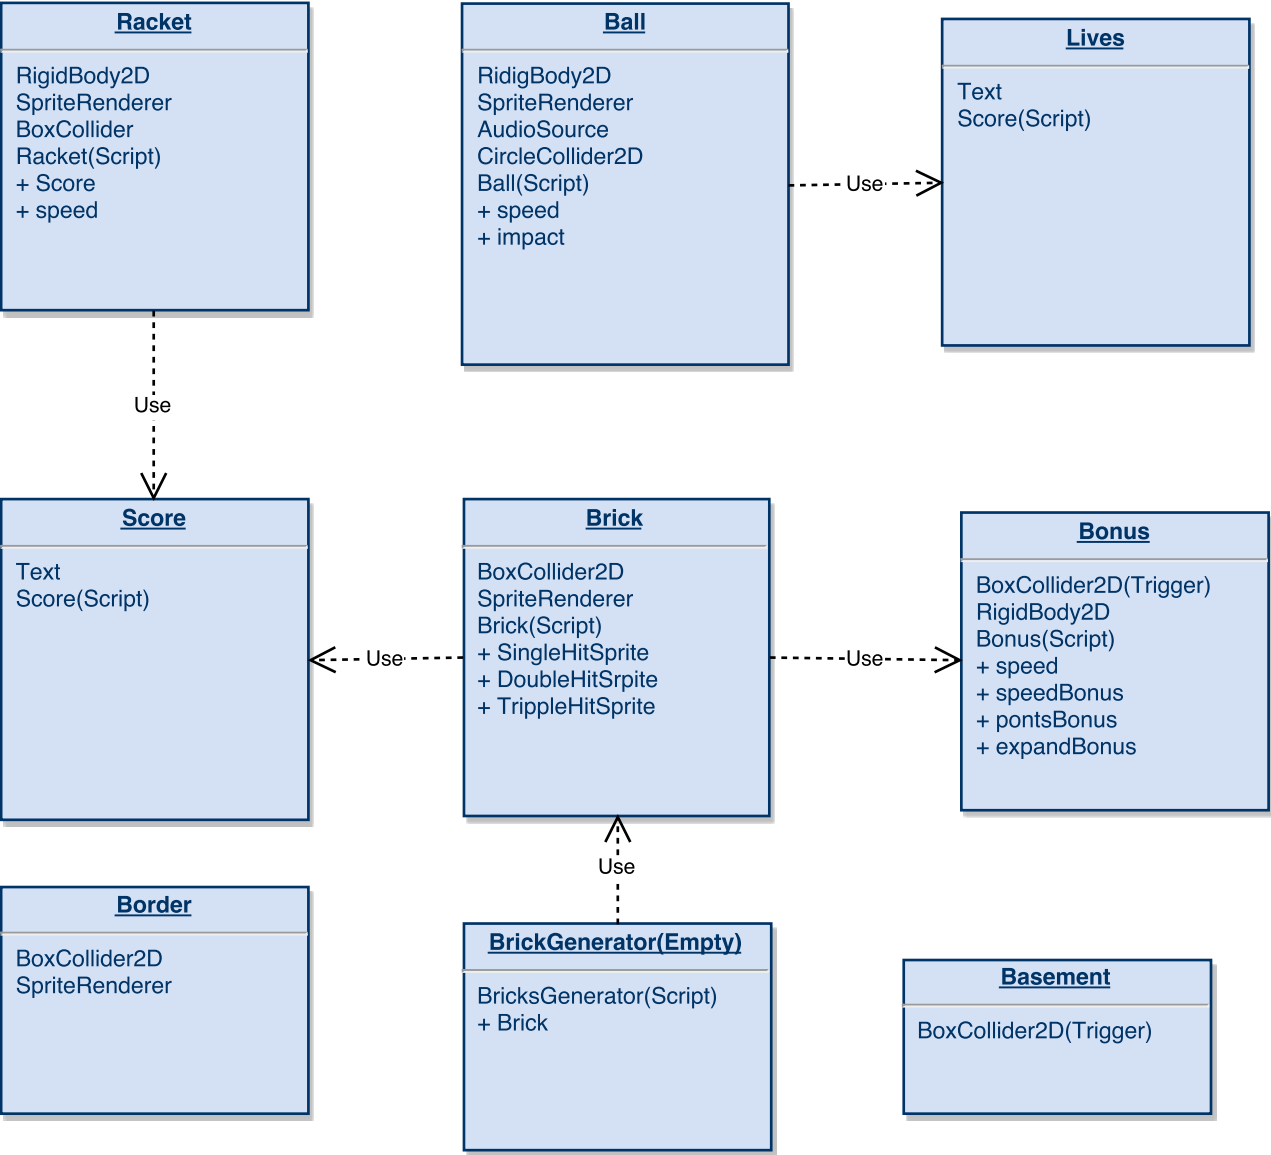 Racket
RigidBody2D
SpriteRenderer
BoxCollider
Racket(Script)
+ Score
+ speed
Ball
RidigBody2D
SpriteRenderer
AudioSource
CircleCollider2D
Ball(Script)
+ speed
+ impact
Use
Lives
Text
Score(Script)
Use
Score
Text
Score(Script)
Use
Brick
BoxCollider2D
SpriteRenderer
Brick(Script)
+ SingleHitSprite
+ DoubleHitSrpite
+ TrippleHitSprite
Use
Bonus
BoxCollider2D(Trigger)
RigidBody2D
Bonus(Script)
+ speed
+ speedBonus
+ pontsBonus
+ expandBonus
Use
Border
BoxCollider2D
SpriteRenderer
BrickGenerator(Empty)
BricksGenerator(Script)
+ Brick
Basement
BoxCollider2D(Trigger)